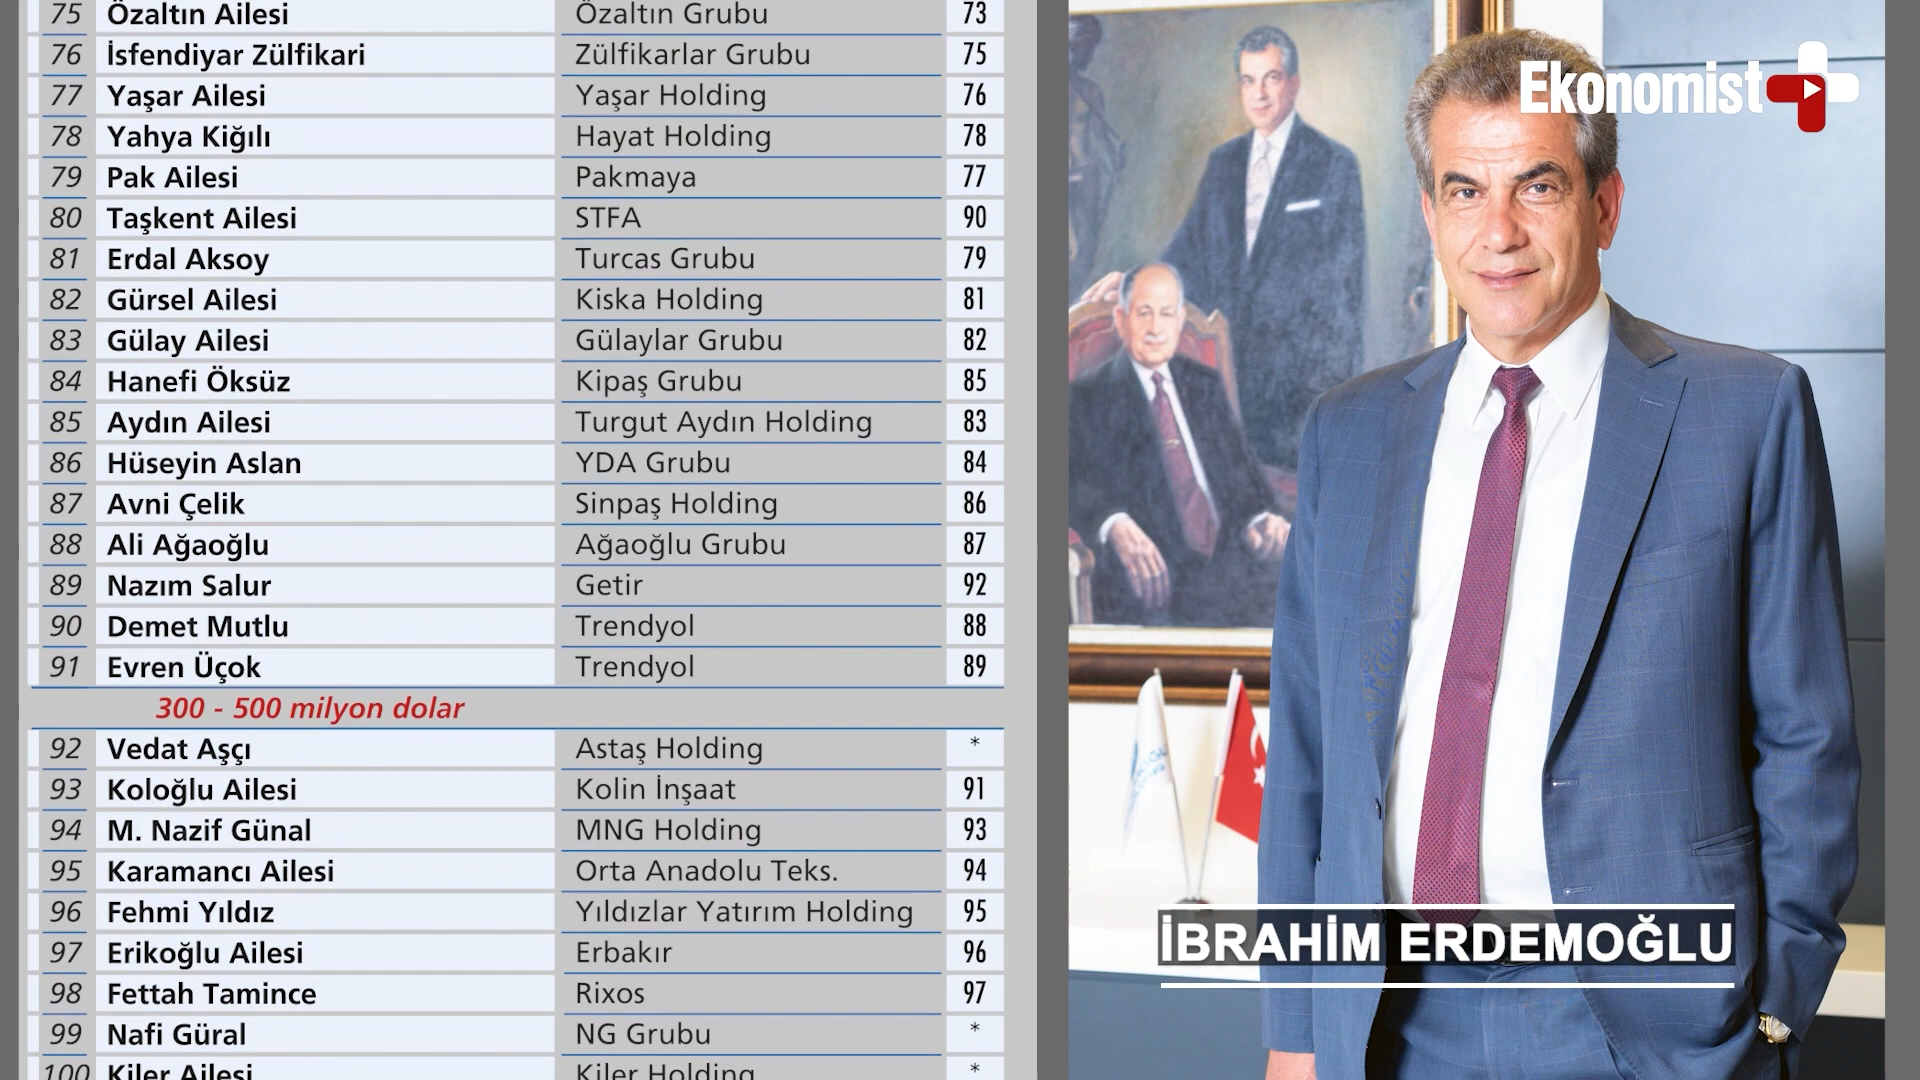 75 Özaltın Ailesi Özaltın Grubu 73
76 İsfendiyar Zülfikari Zülfikarlar Grubu 75
77 Yaşar Ailesi Yaşar Holding 76
78 Yahya Kiğılı Hayat Holding 78
79 Pak Ailesi Pakmaya 77
80 Taşkent Ailesi STFA 90
81 Erdal Aksoy Turcas Grubu 79
82 Gürsel Ailesi Kiska Holding 81
83 Gülay Ailesi Gülaylar Grubu 82
84 Hanefi Öksüz Kipaş Grubu 85
85 Aydın Ailesi Turgut Aydın Holding 83
86 Hüseyin Aslan YDA Grubu 84
87 Avni Çelik Sinpaş Holding 86
88 Ali Ağaoğlu Ağaoğlu Grubu 87
89 Nazım Salur Getir 92
90 Demet Mutlu Trendyol 88
91 Evren Üçok Trendyol 89
300 - 500 milyon dolar
92 Vedat Aşçı Astaş Holding *
93 Koloğlu Ailesi Kolin İnşaat 91
94 M. Nazif Günal MNG Holding 93
95 Karamancı Ailesi Orta Anadolu Teks. 94
96 Fehmi Yıldız Yıldızlar Yatırım Holding 95
97 Erikoğlu Ailesi Erbakır 96
98 Fettah Tamince Rixos 97
99 Nafi Güral NG Grubu *
100 Kiler Ailesi Kiler Holding *
Ekonomist
İBRAHİM ERDEMOĞLU